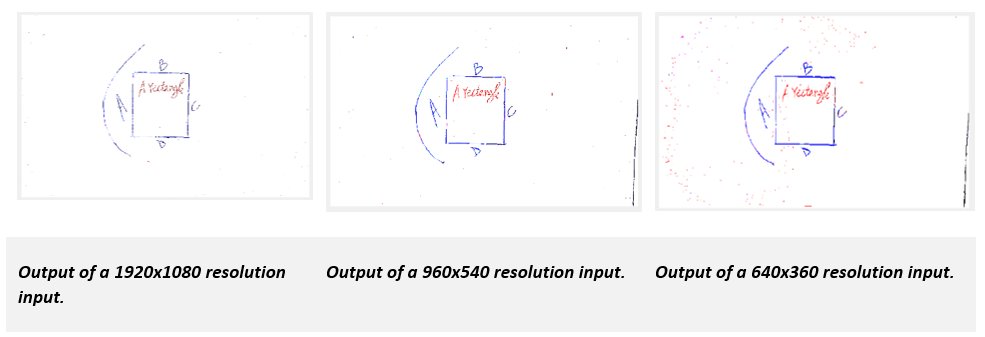 B
A Rectangle
A
C
D
B
A Rectangle
A
C
D
B
A Rectangle
A
C
D
Output of a 1920x1080 resolution
input.
Output of a 960x540 resolution input.
Output of a 640x360 resolution input.